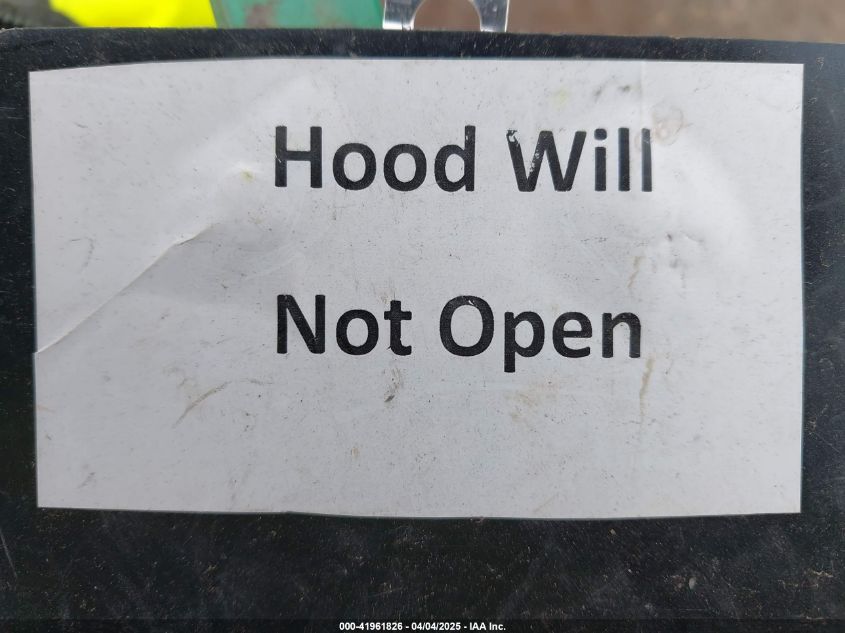 Hood Will
Not Open
000-41961826 - 04/04/2025 - IAA Inc.